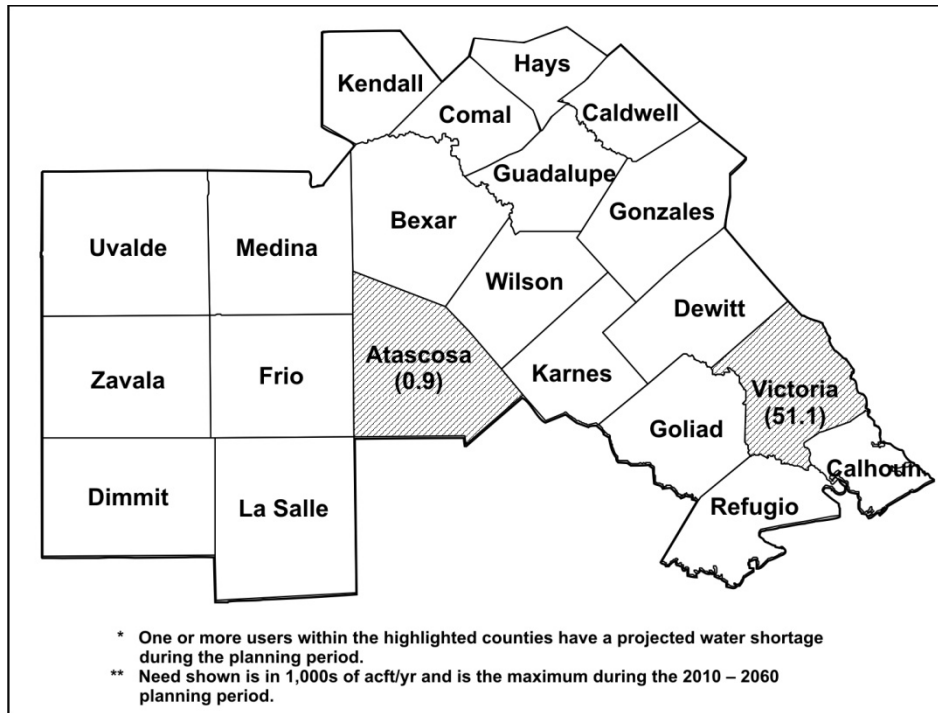 Hays
Kendall
Comal
Caldwell
Guadalupe
Gonzales
Bexar
Uvalde
Medina
Wilson
Dewitt
Atascosa
(0.9)
Zavala
Frio
Karnes
Victoria
(51.1)
Goliad
Calhoun
Dimmit
La Salle
Refugio
* One or more users within the highlighted counties have a projected water shortage
during the planning period.
** Need shown is in 1,000s of acft/yr and is the maximum during the 2010 – 2060
planning period.